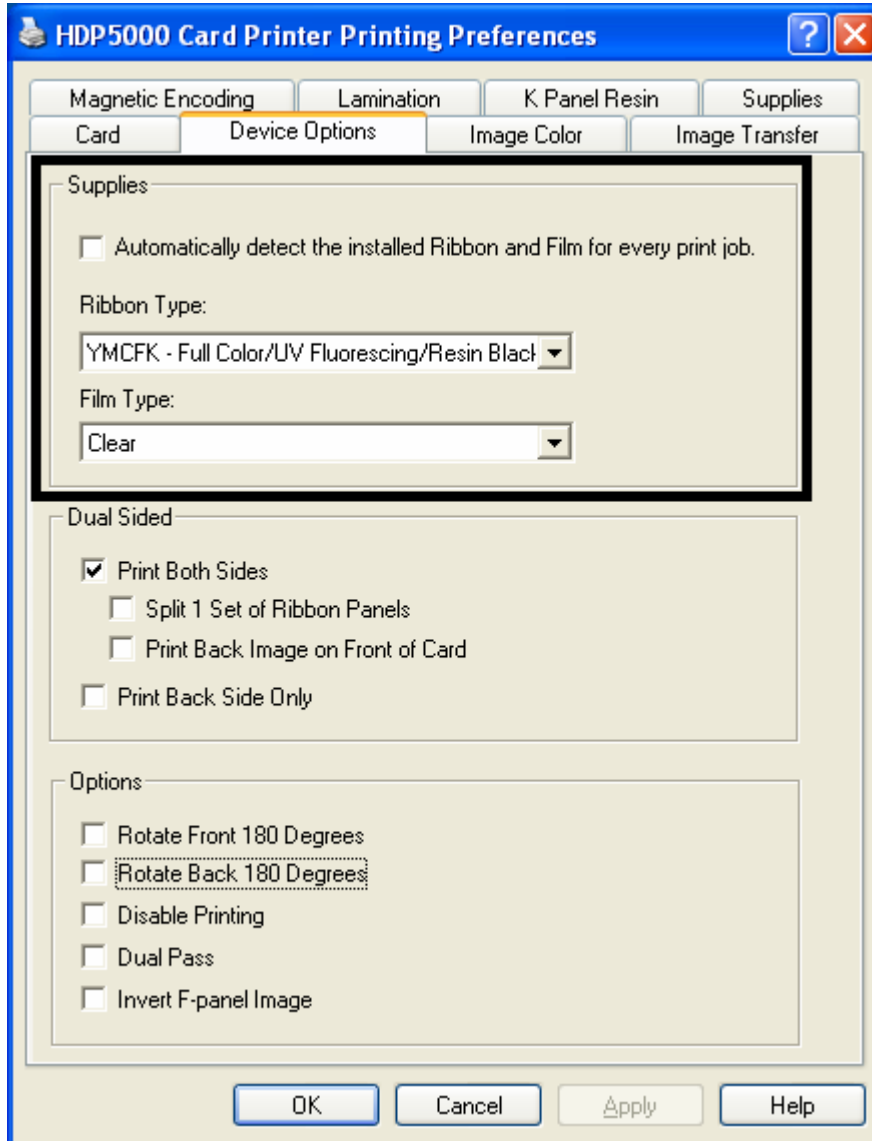 HDP5000 Card Printer Printing Preferences
Magnetic Encoding Lamination K Panel Resin Supplies
Card Device Options Image Color Image Transfer
Supplies
Automatically detect the installed Ribbon and Film for every print job.
Ribbon Type:
YMCFK - Full Color/UV Fluorescing/Resin Black
Film Type:
Clear
Dual Sided
Print Both Sides
Split 1 Set of Ribbon Panels
Print Back Image on Front of Card
Print Back Side Only
Options
Rotate Front 180 Degrees
Rotate Back 180 Degrees
Disable Printing
Dual Pass
Invert F-panel Image
OK Cancel Apply Help